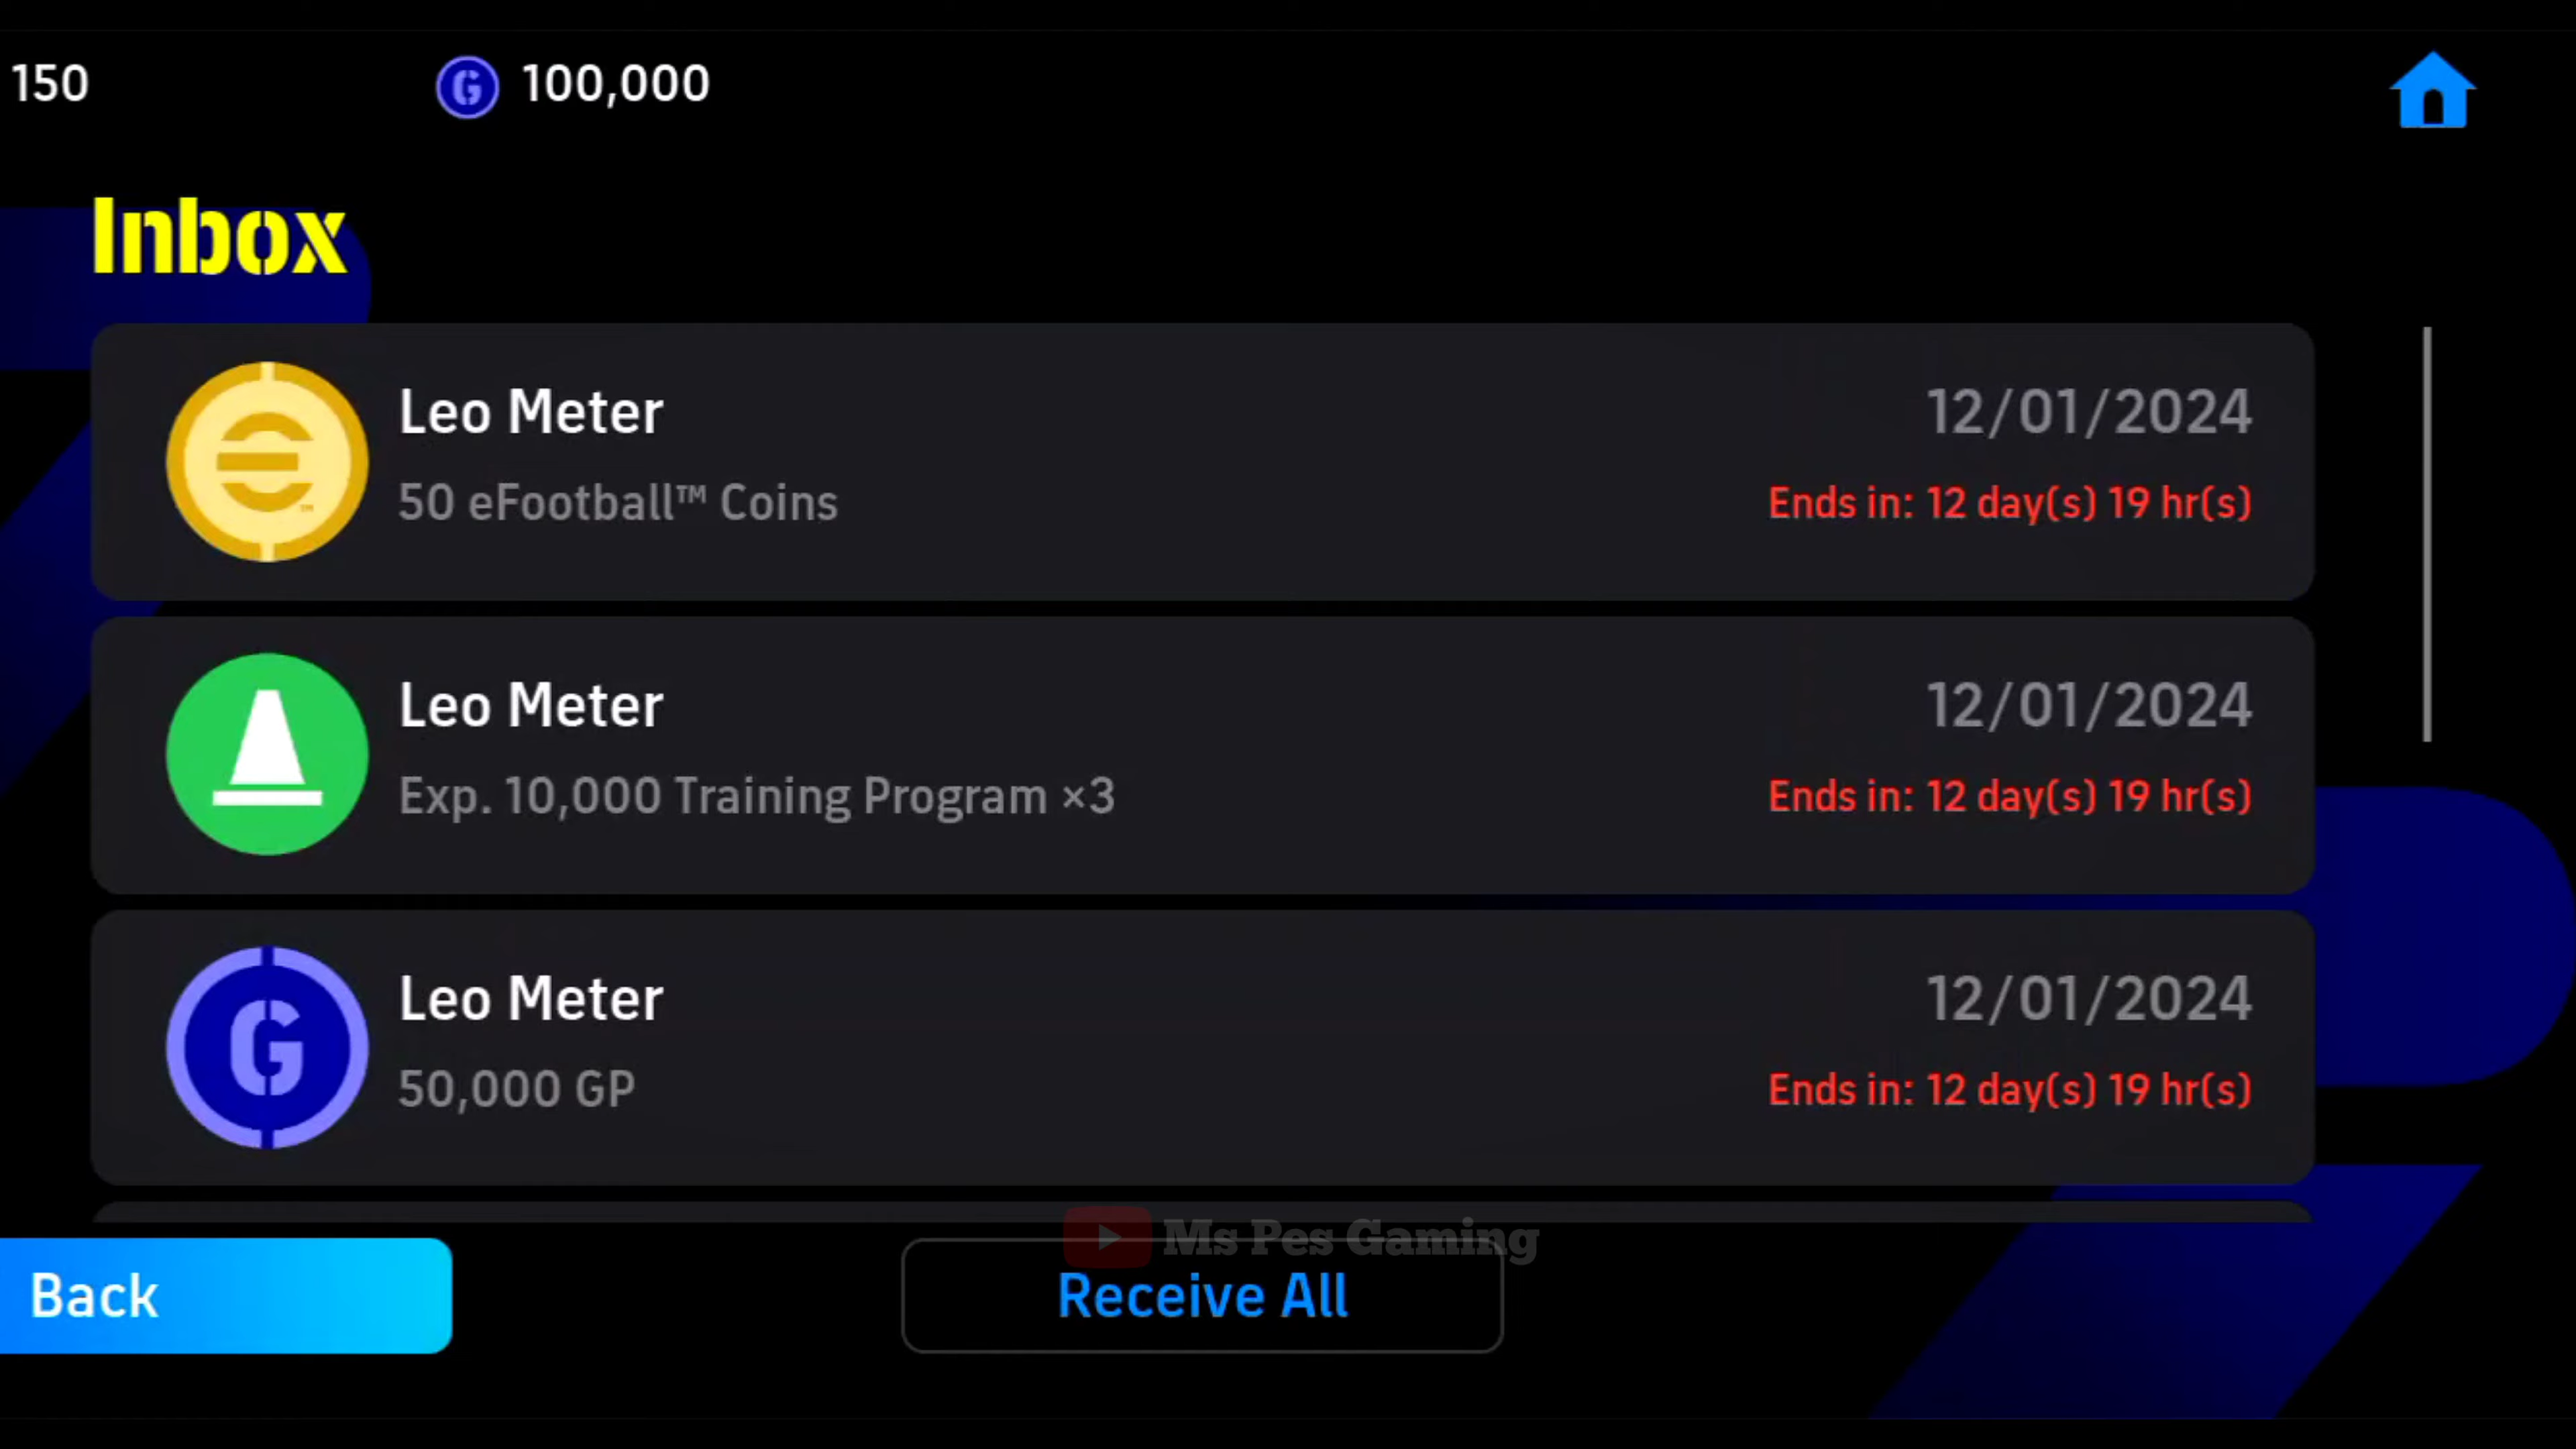 150
G 100,000
Inbox
Leo Meter
12/01/2024
50 eFootball™ Coins
Ends in: 12 day(s) 19 hr(s)
Leo Meter
12/01/2024
Exp. 10,000 Training Program ×3
Ends in: 12 day(s) 19 hr(s)
G
Leo Meter
12/01/2024
50,000 GP
Ends in: 12 day(s) 19 hr(s)
Ms Pes Gaming
Back
Receive All